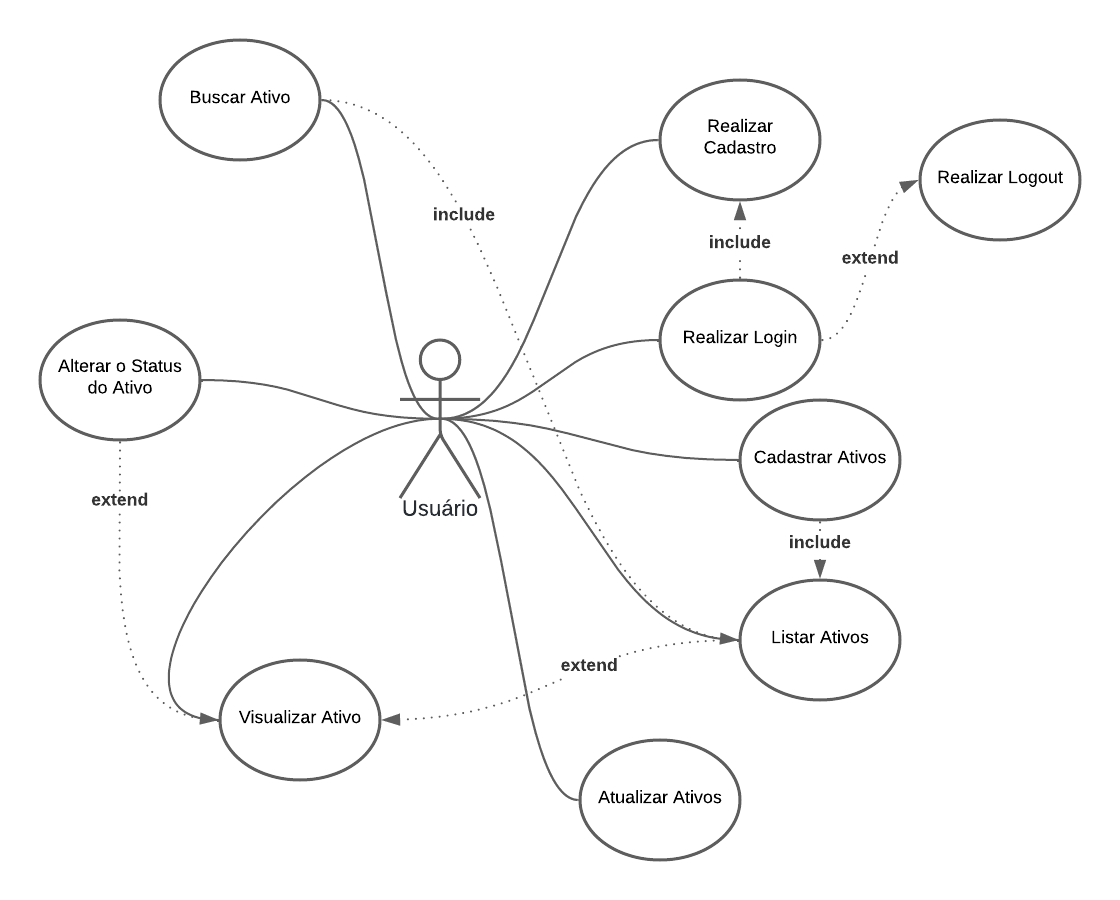 Buscar Ativo
Realizar
Cadastro
Realizar Logout
include
include
extend
Realizar Login
Alterar o Status
do Ativo
Cadastrar Ativos
extend
Usuário
include
Listar Ativos
extend
Visualizar Ativo
Atualizar Ativos